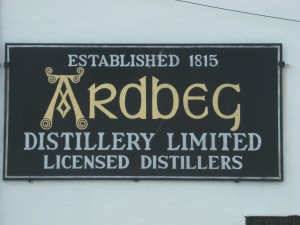 ESTABLISHED 1815
ARdbEG
DISTILLERY LIMITED
LICENSED DISTILLERS